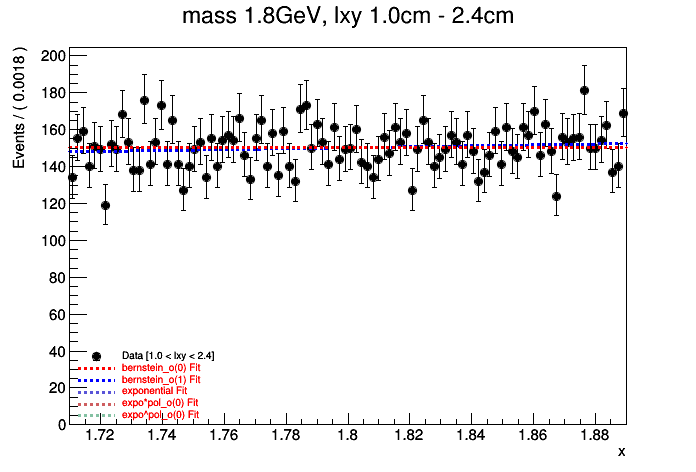 mass 1.8GeV, lxy 1.0cm - 2.4cm
Events / ( 0.0018 )
200
180
160
140
120
100
80
60
40
20
0
Data [1.0 < lxy < 2.4]
bernstein_o(0) Fit
bernstein_o(1) Fit
exponential Fit
expo*pol_o(0) Fit
expo^pol_o(0) Fit
1.72 1.74 1.76 1.78 1.8 1.82 1.84 1.86 1.88
x